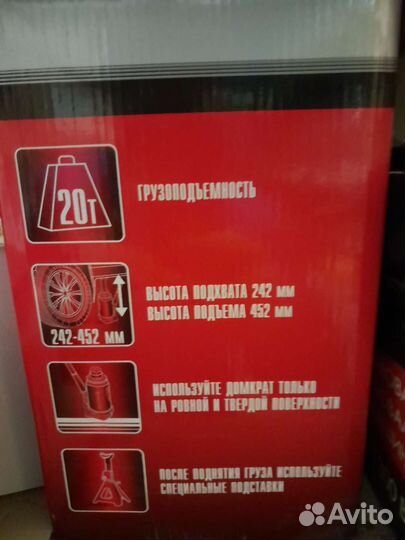 20Т
ГРУЗОПОДЪЕМНОСТЬ
242-452 ММ
ВЫСОТА ПОДХВАТА 242 ММ
ВЫСОТА ПОДЪЕМА 452 ММ
ИСПОЛЬЗУЙТЕ ДОМКРАТ ТОЛЬКО
НА РОВНОЙ И ТВЕРДОЙ ПОВЕРХНОСТИ
ПОСЛЕ ПОДНЯТИЯ ГРУЗА ИСПОЛЬЗУЙТЕ
СПЕЦИАЛЬНЫЕ ПОДСТАВКИ
Avito